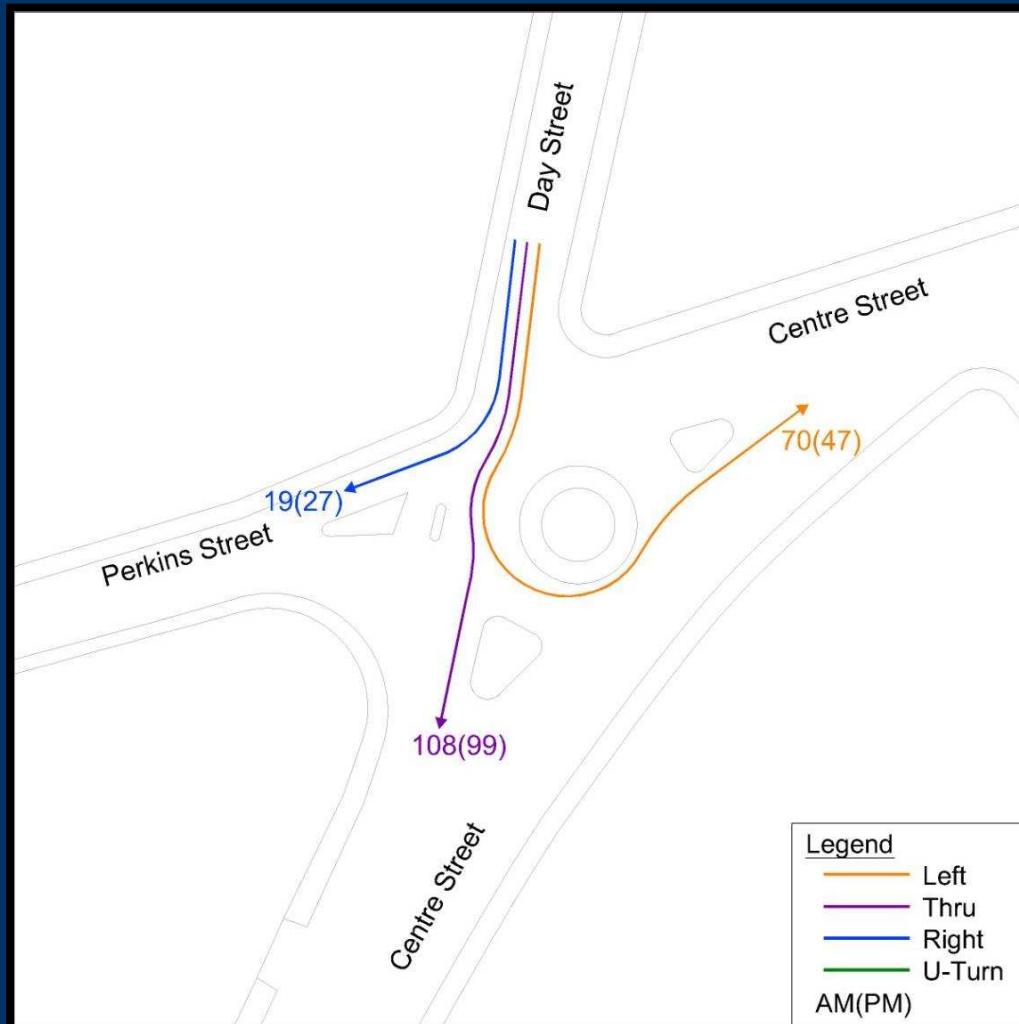 Day Street
Centre Street
70(47)
19(27)
Perkins Street
108(99)
Centre Street
Legend
Left
Thru
Right
U-Turn
AM(PM)